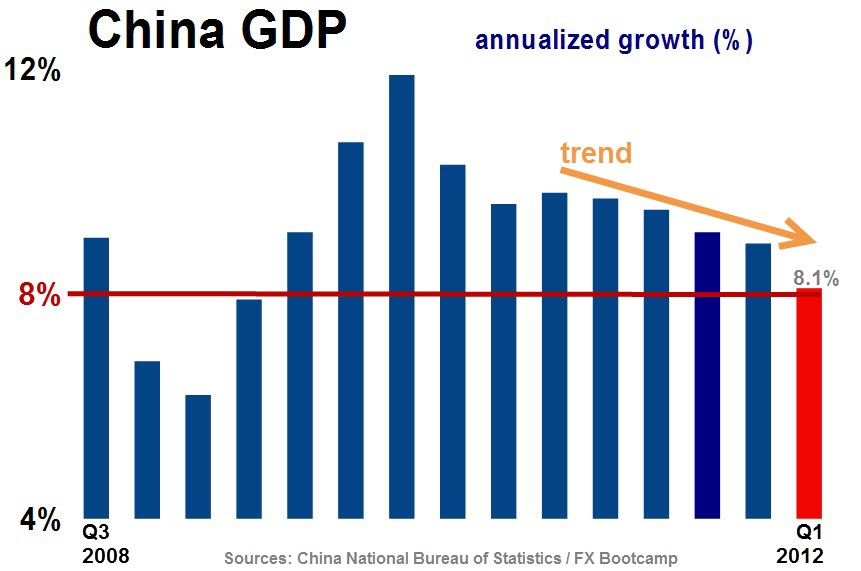 China GDP
annualized growth (%)
12%
trend
8.1%
8%
4%
Q3
2008
Q1
2012
Sources: China National Bureau of Statistics / FX Bootcamp